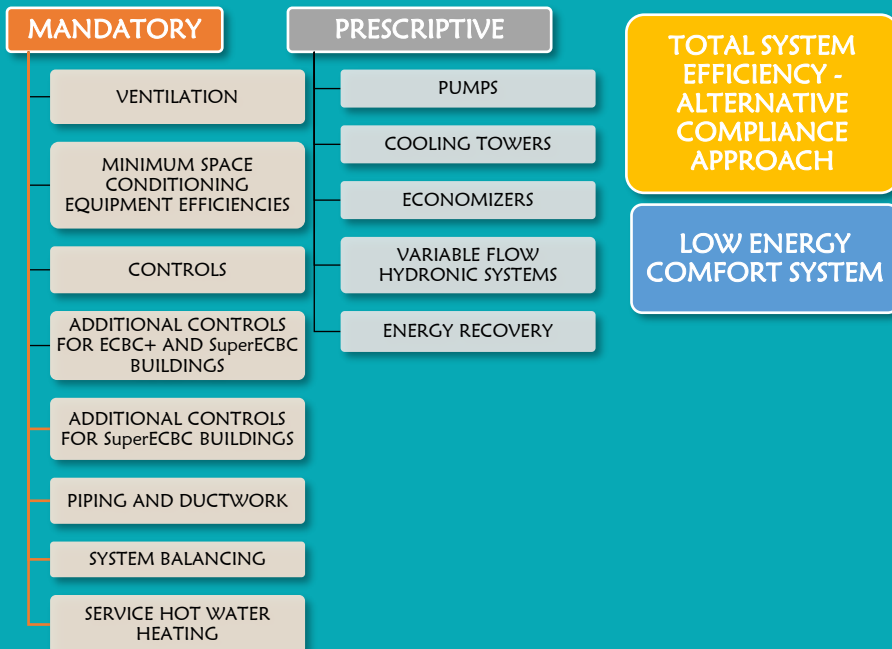 MANDATORY
VENTILATION
MINIMUM SPACE
CONDITIONING
EQUIPMENT EFFICIENCIES
CONTROLS
ADDITIONAL CONTROLS
FOR ECBC+ AND SuperECBC
BUILDINGS
ADDITIONAL CONTROLS
FOR SuperECBC BUILDINGS
PIPING AND DUCTWORK
SYSTEM BALANCING
SERVICE HOT WATER
HEATING
PRESCRIPTIVE
PUMPS
COOLING TOWERS
ECONOMIZERS
VARIABLE FLOW
HYDRONIC SYSTEMS
ENERGY RECOVERY
TOTAL SYSTEM
EFFICIENCY -
ALTERNATIVE
COMPLIANCE
APPROACH
LOW ENERGY
COMFORT SYSTEM